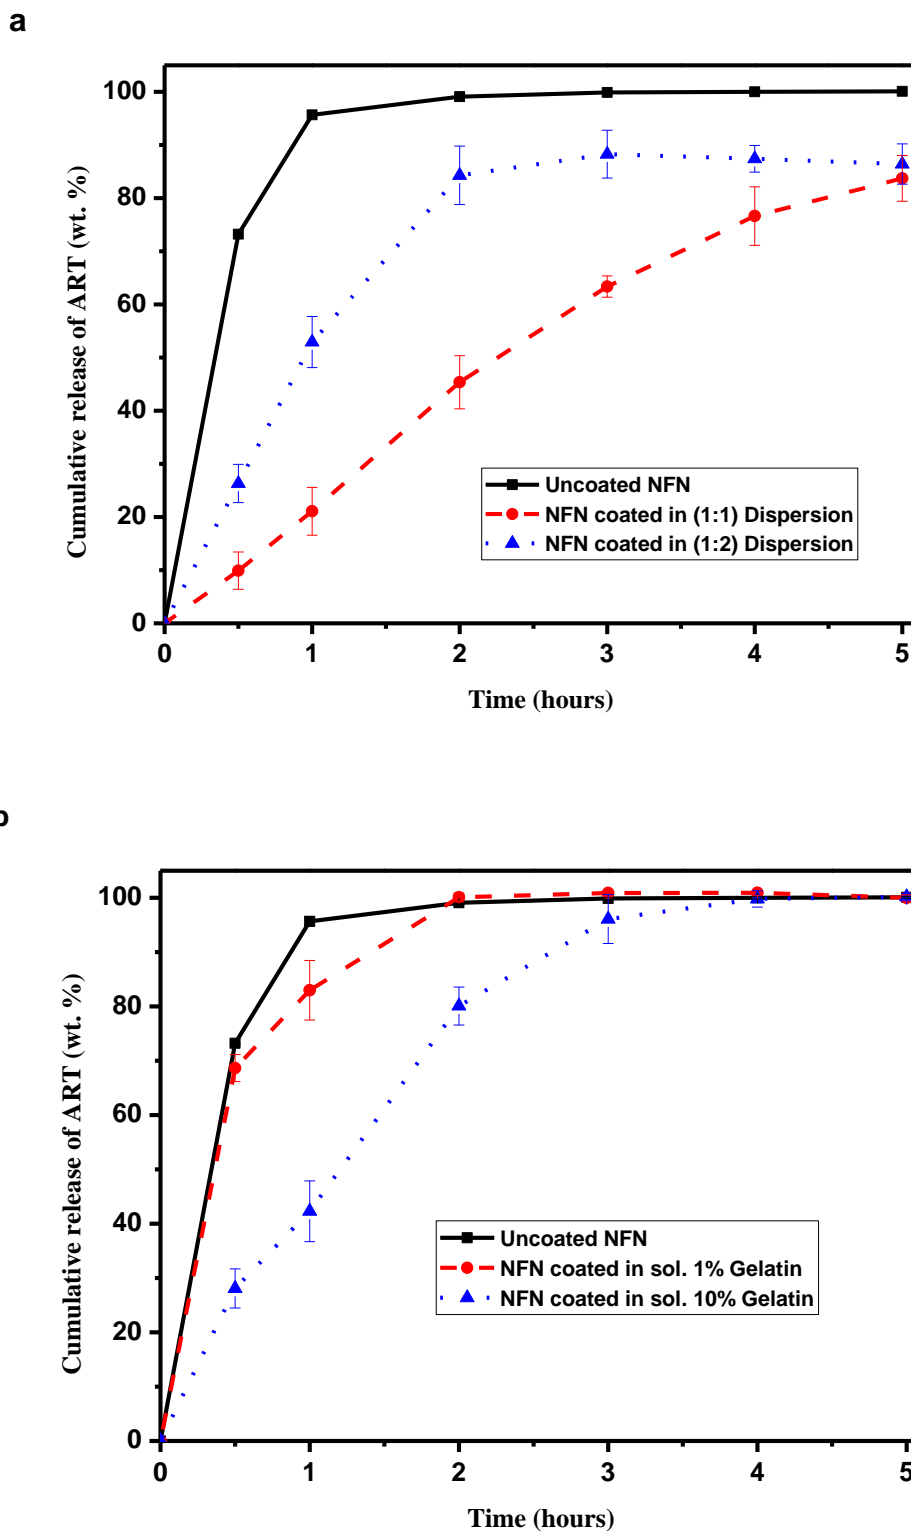 a
100
80
60
40
20
0
Cumulative release of ART (wt. %)
Uncoated NFN
NFN coated in (1:1) Dispersion
NFN coated in (1:2) Dispersion
0 1 2 3 4 5
Time (hours)
b
100
80
60
40
20
0
Cumulative release of ART (wt. %)
Uncoated NFN
NFN coated in sol. 1% Gelatin
NFN coated in sol. 10% Gelatin
0 1 2 3 4 5
Time (hours)